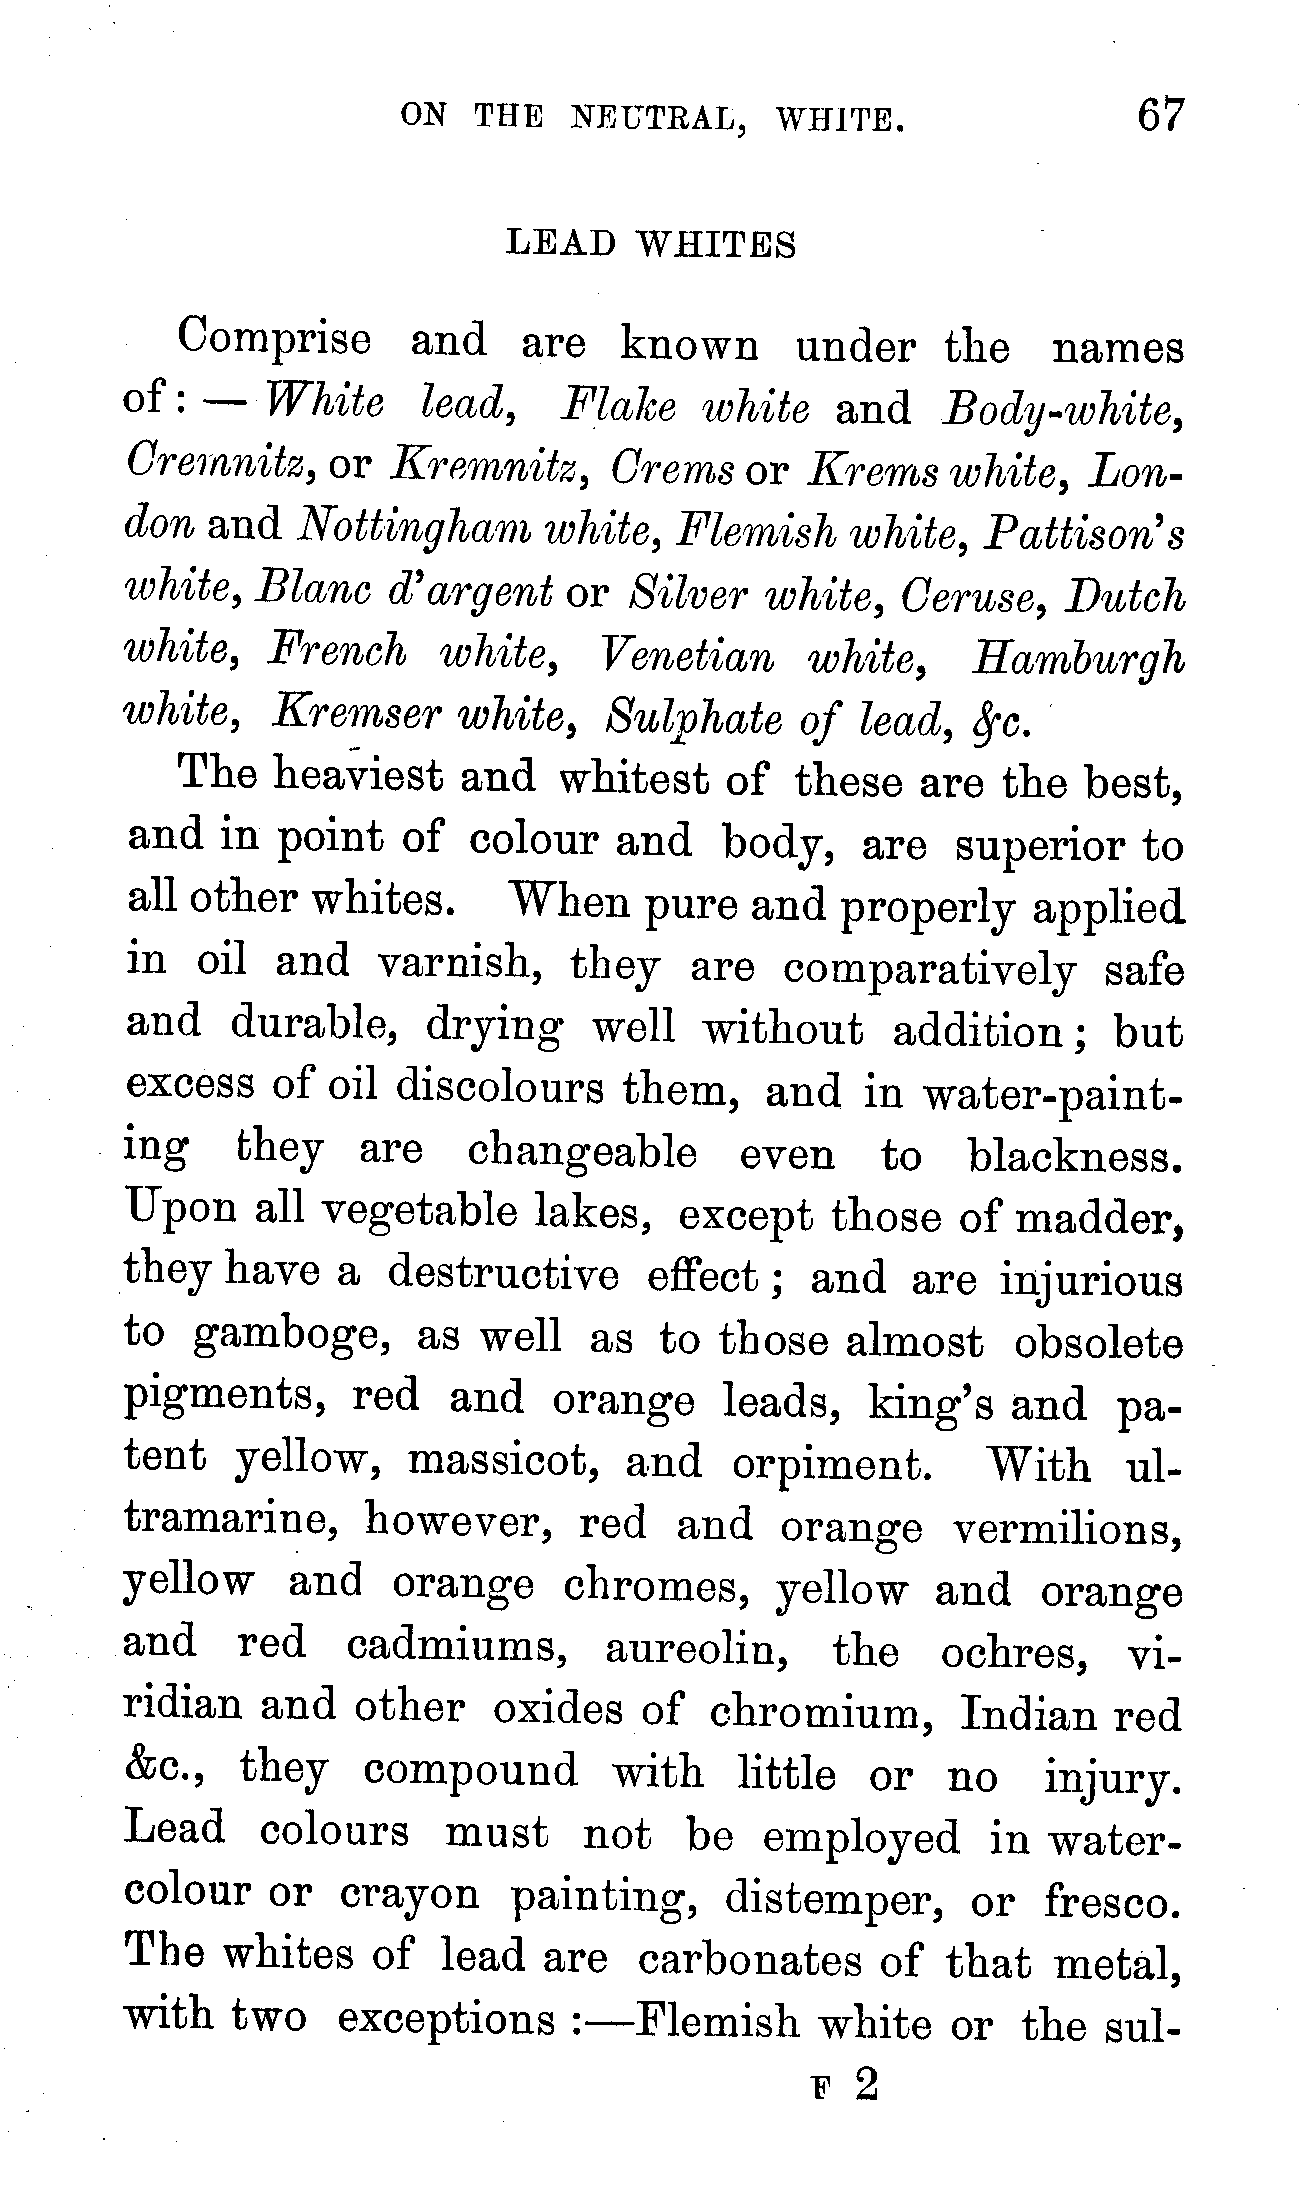 ON THE NEUTRAL, WHITE. 67
LEAD WHITES
Comprise and are known under the names
of : — White lead, Flake white and Body-white,
Cremnitz, or Kremnitz, Crems or Krems white, Lon-
don and Nottingham white, Flemish white, Pattison's
white, Blanc d'argent or Silver white, Ceruse, Dutch
white, French white, Venetian white, Hamburgh
white, Kremser white, Sulphate of lead, &c.
The heaviest and whitest of these are the best,
and in point of colour and body, are superior to
all other whites. When pure and properly applied
in oil and varnish, they are comparatively safe
and durable, drying well without addition ; but
excess of oil discolours them, and in water-paint-
ing they are changeable even to blackness.
Upon all vegetable lakes, except those of madder,
they have a destructive effect ; and are injurious
to gamboge, as well as to those almost obsolete
pigments, red and orange leads, king's and pa-
tent yellow, massicot, and orpiment. With ul-
tramarine, however, red and orange vermilions,
yellow and orange chromes, yellow and orange
and red cadmiums, aureolin, the ochres, vi-
ridian and other oxides of chromium, Indian red
&c., they compound with little or no injury.
Lead colours must not be employed in water-
colour or crayon painting, distemper, or fresco.
The whites of lead are carbonates of that metal,
with two exceptions :—Flemish white or the sul-
F 2